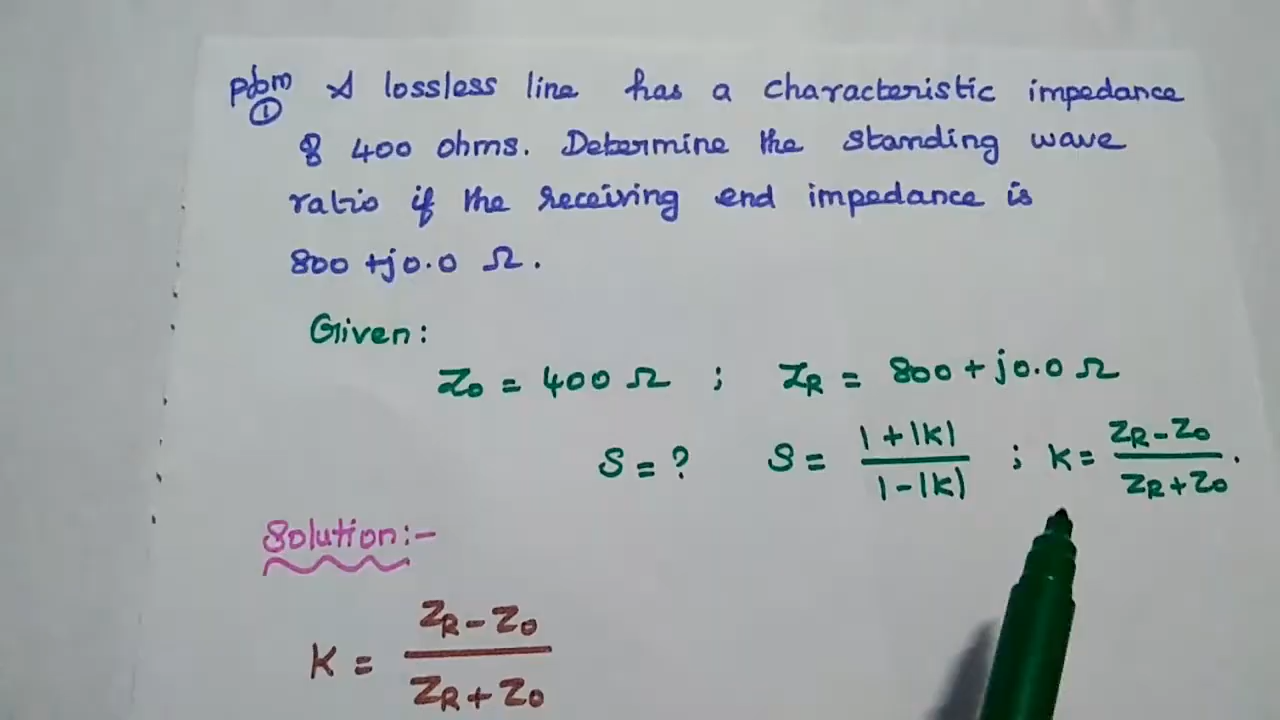 Pbm A lossless line has a characteristic impedance
① of 400 ohms. Determine the standing wave
ratio if the receiving end impedance is
800 +j0.0 Ω.
Given:
Z0 = 400 Ω ; ZR = 800 + j0.0 Ω
S = ? S = 1 + |K| / 1 - |K| ; K = ZR - Z0 / ZR + Z0 .
Solution:-
K = ZR - Z0 / ZR + Z0